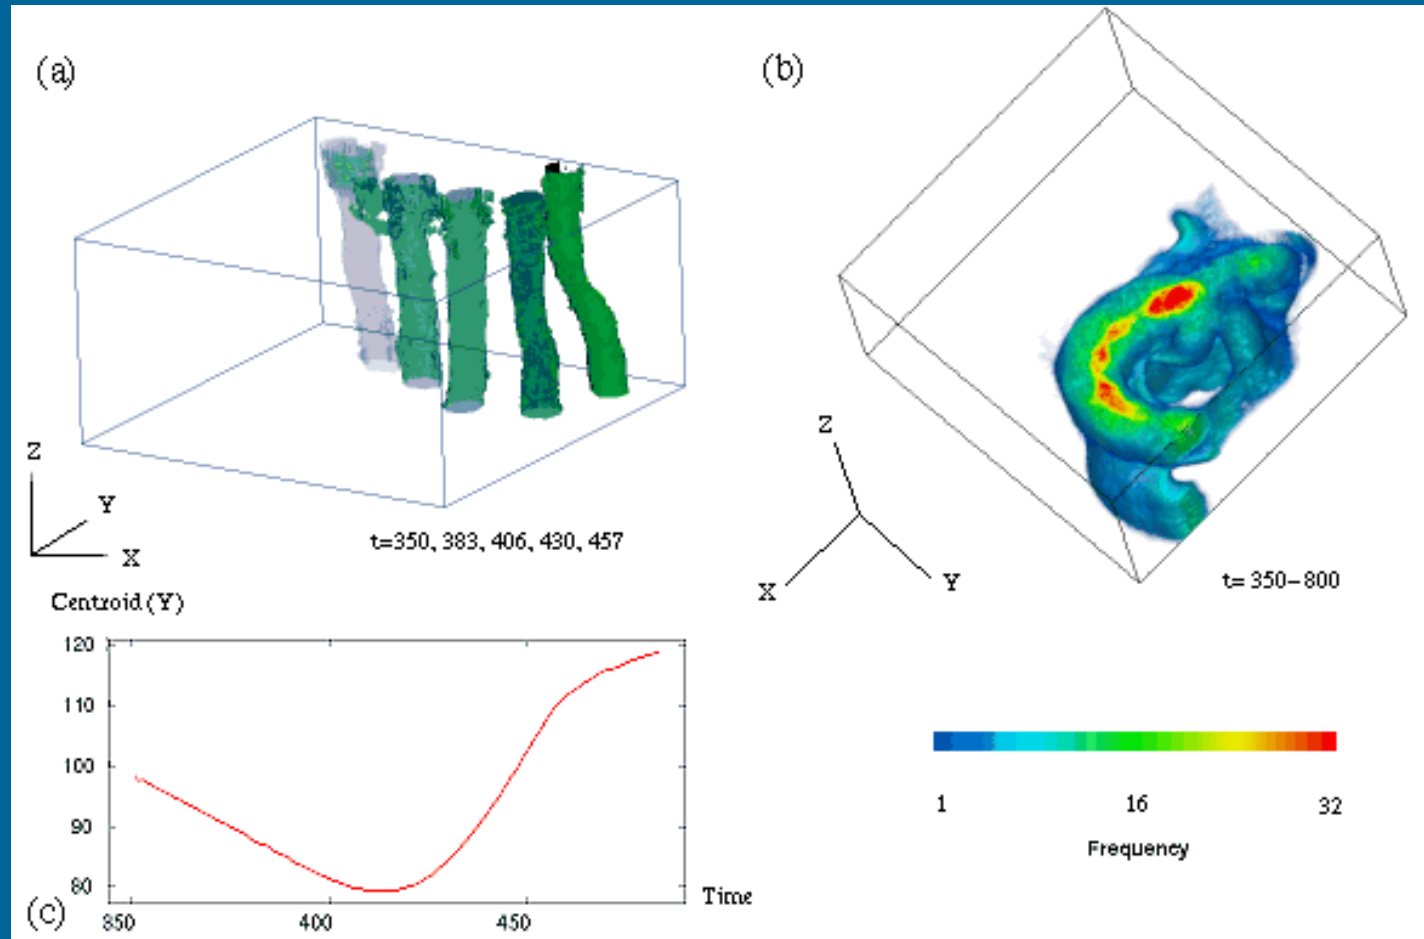 (a)
Z
Y
X
t=350, 383, 406, 430, 457
(b)
Z
X
Y
t= 350-800
Centroid (Y)
120
110
100
90
80
350
400
450
Time
(c)
1
16
32
Frequency